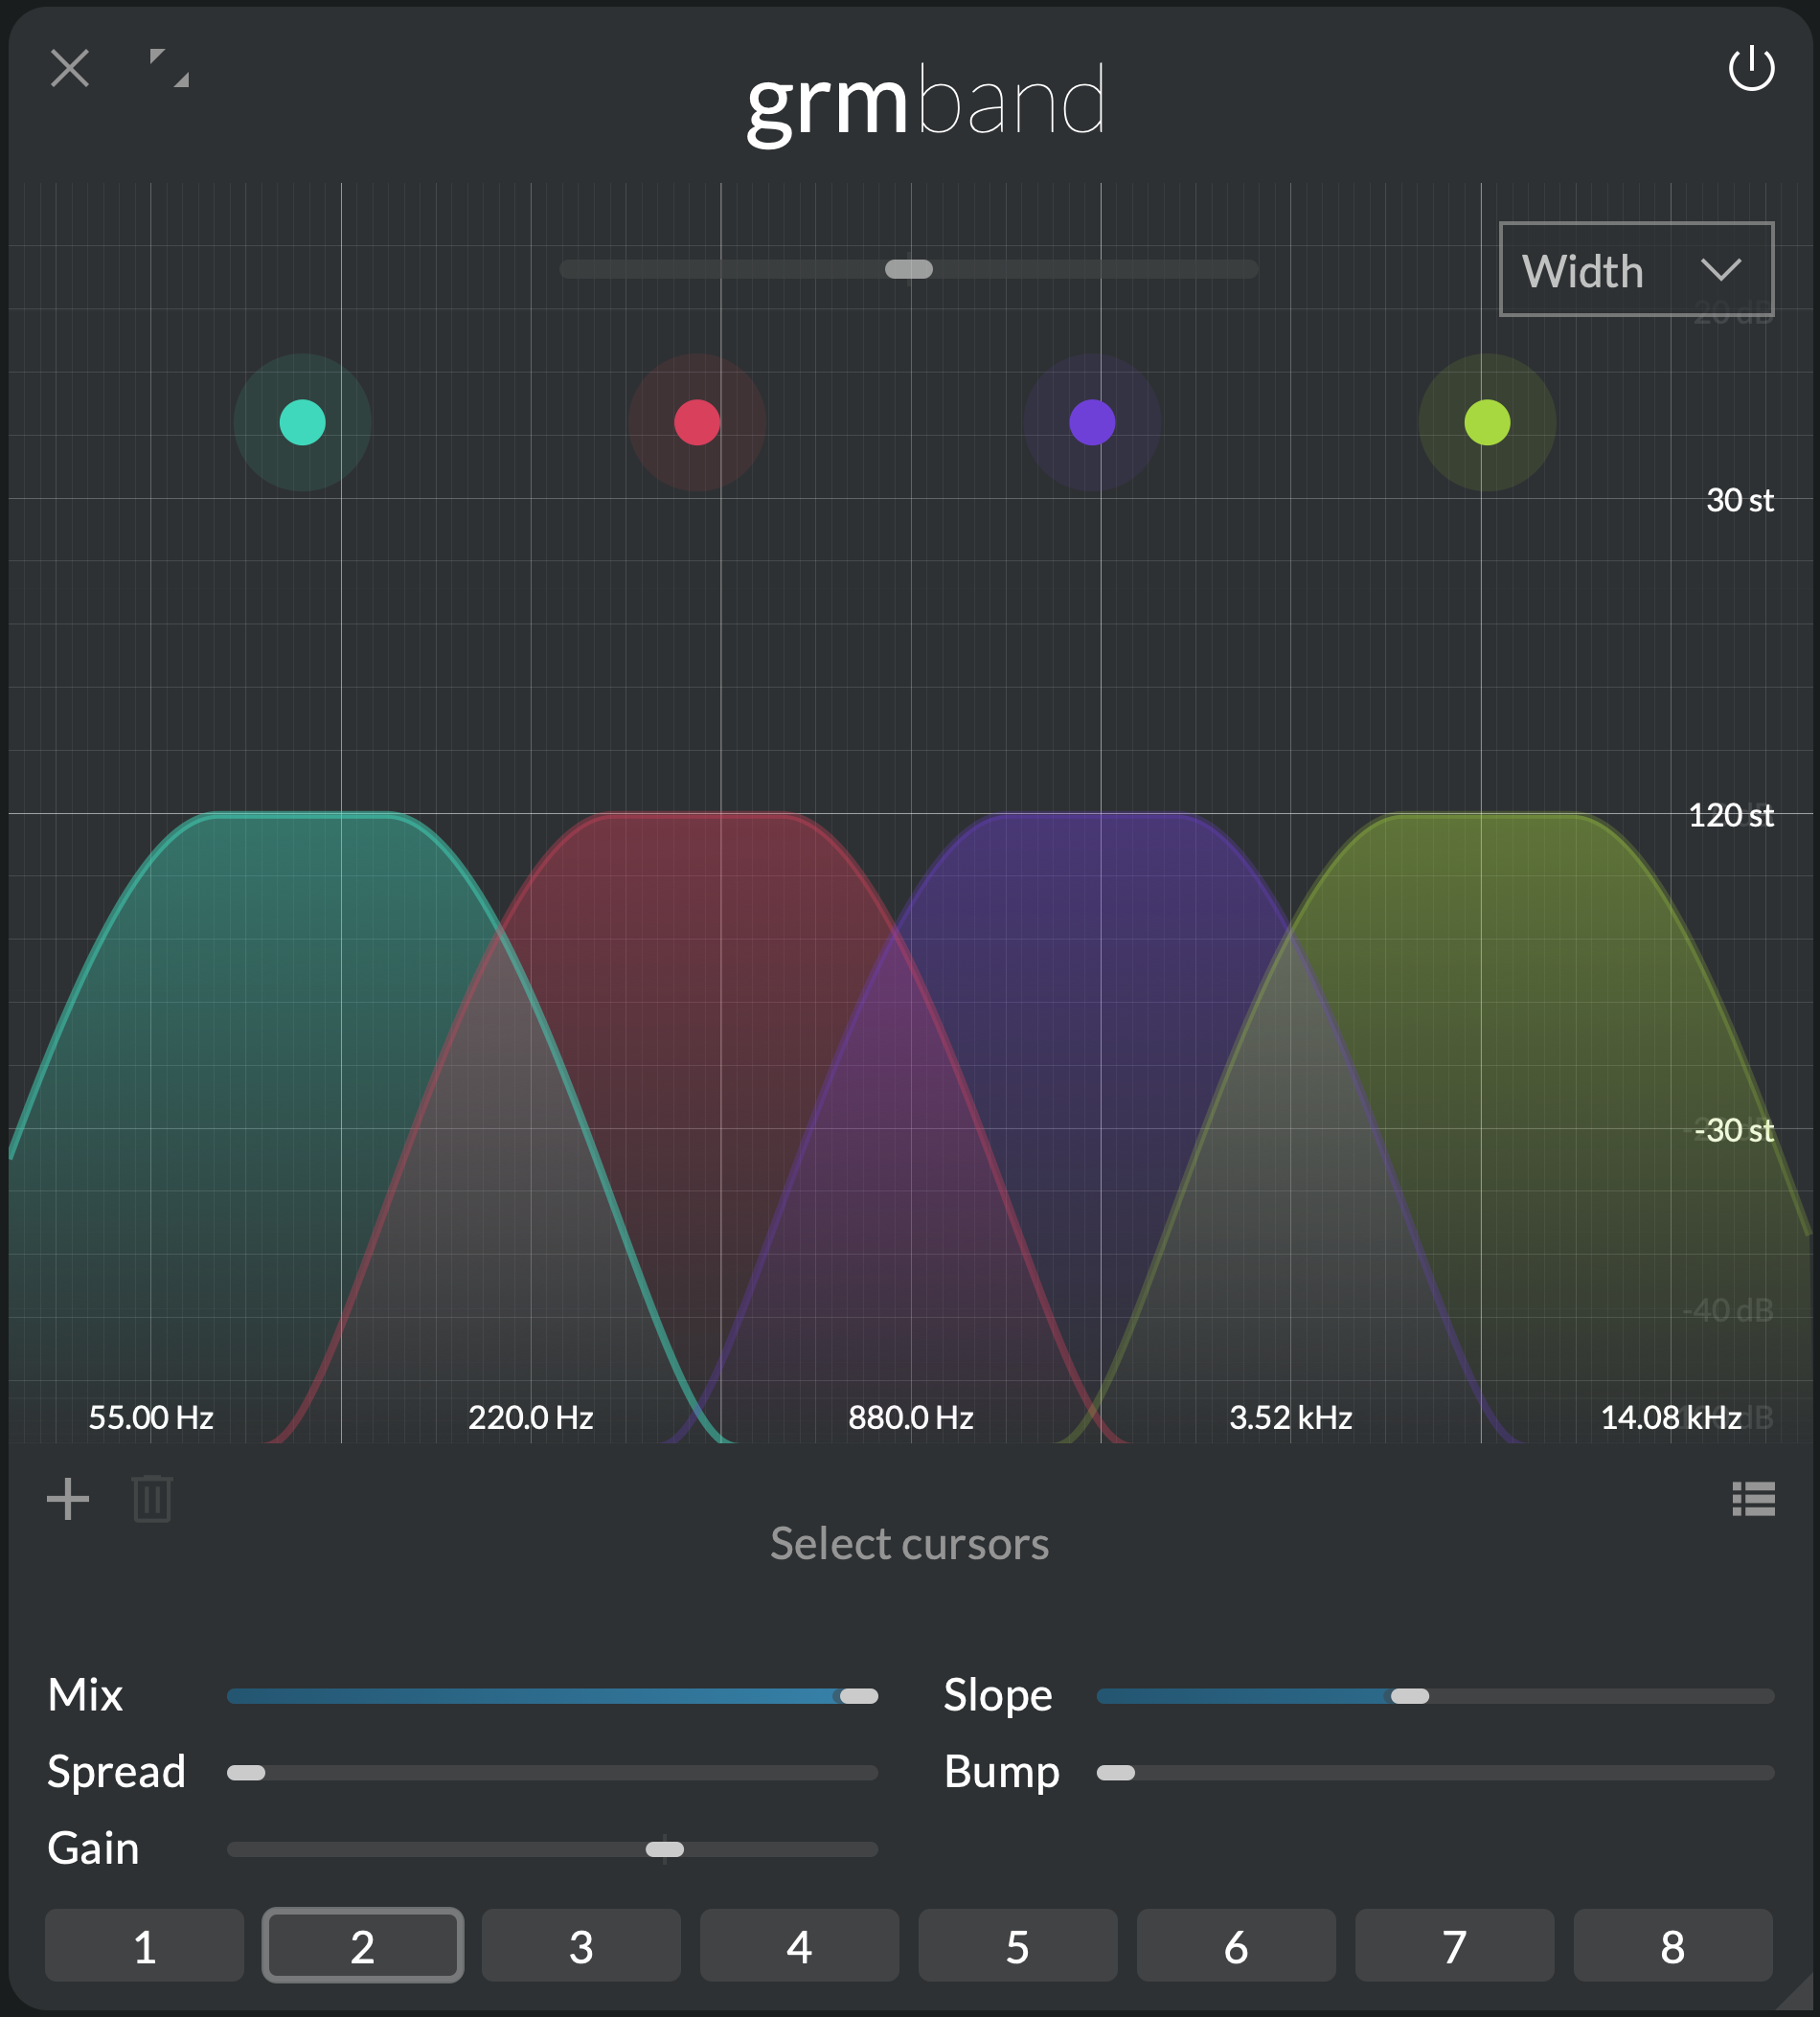 grmband
Width
20 dB
30 st
120 st
-30 st
-40 dB
55.00 Hz 220.0 Hz 880.0 Hz 3.52 kHz 14.08 kHz
Select cursors
Mix Slope
Spread Bump
Gain
1 2 3 4 5 6 7 8